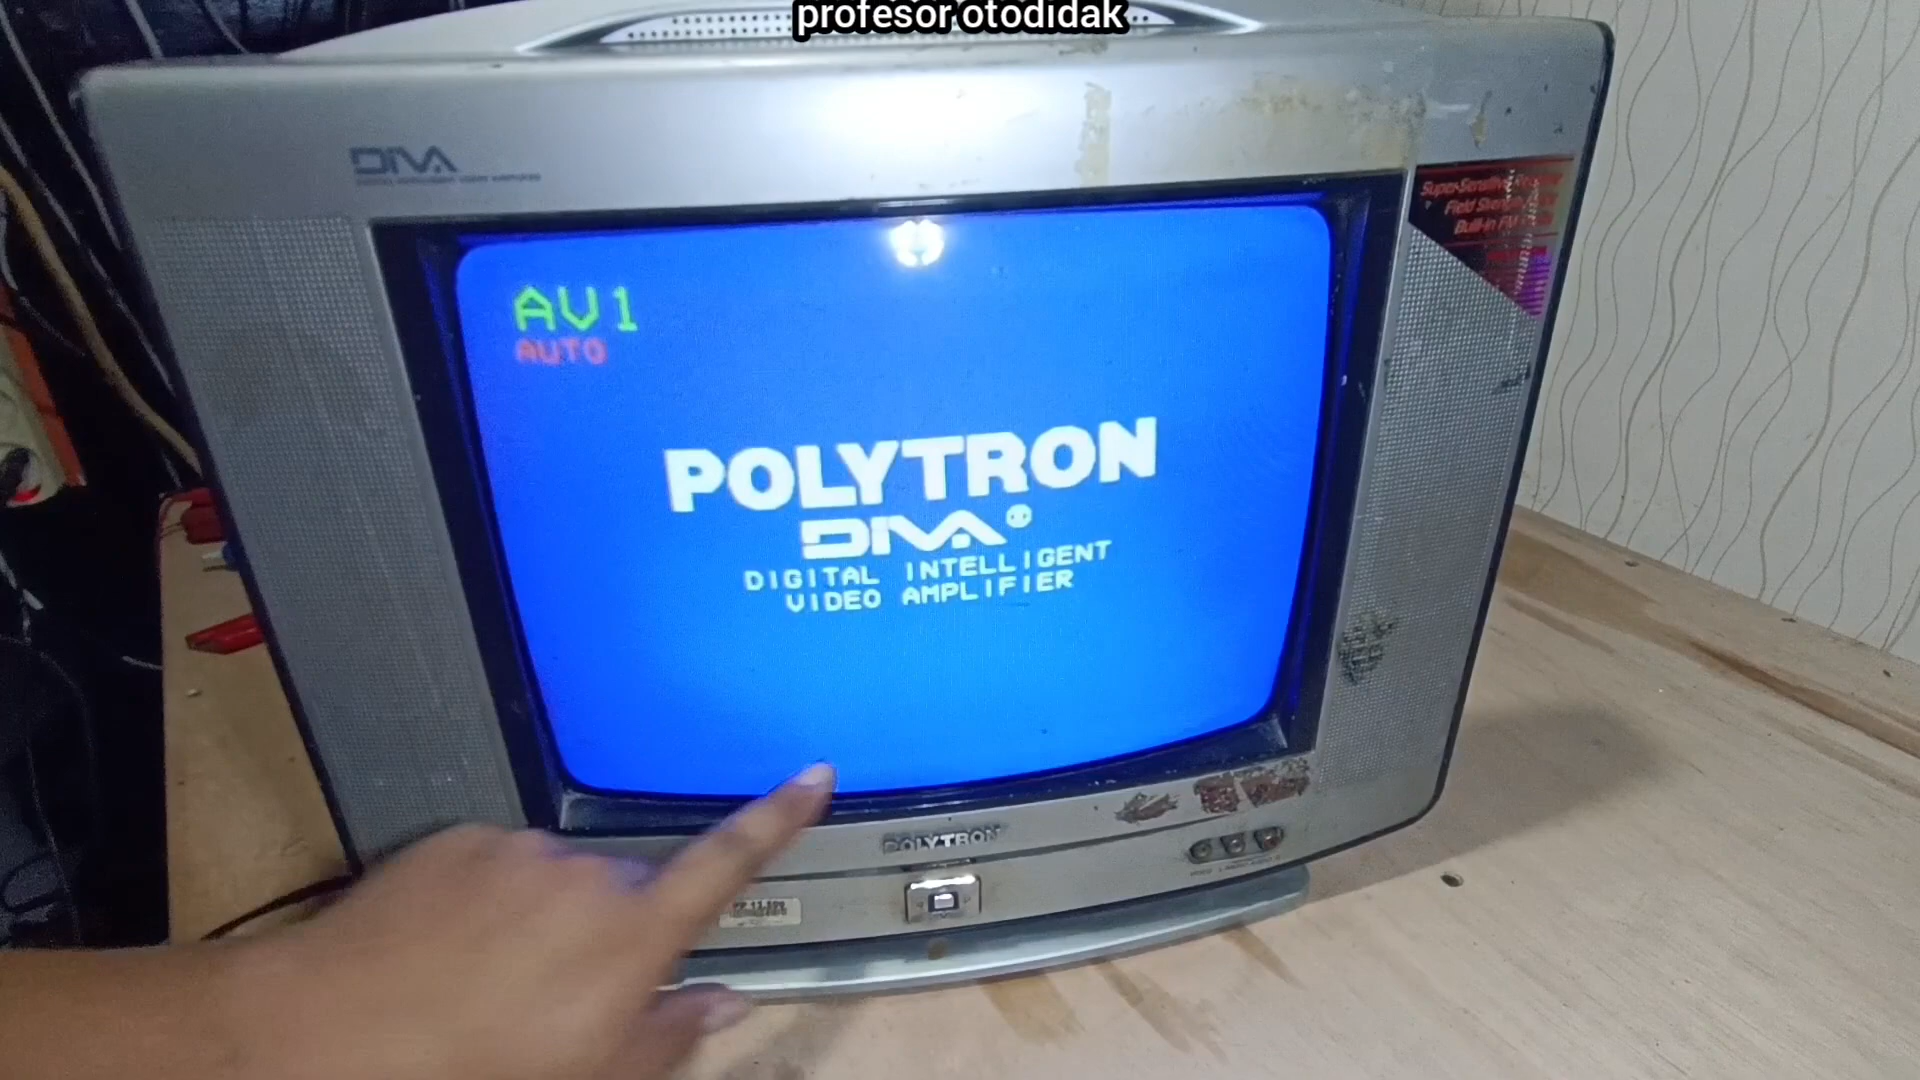 profesor otodidak
DIVA
AV1
AUTO
POLYTRON
DIVA
DIGITAL INTELLIGENT
VIDEO AMPLIFIER
POLYTRON